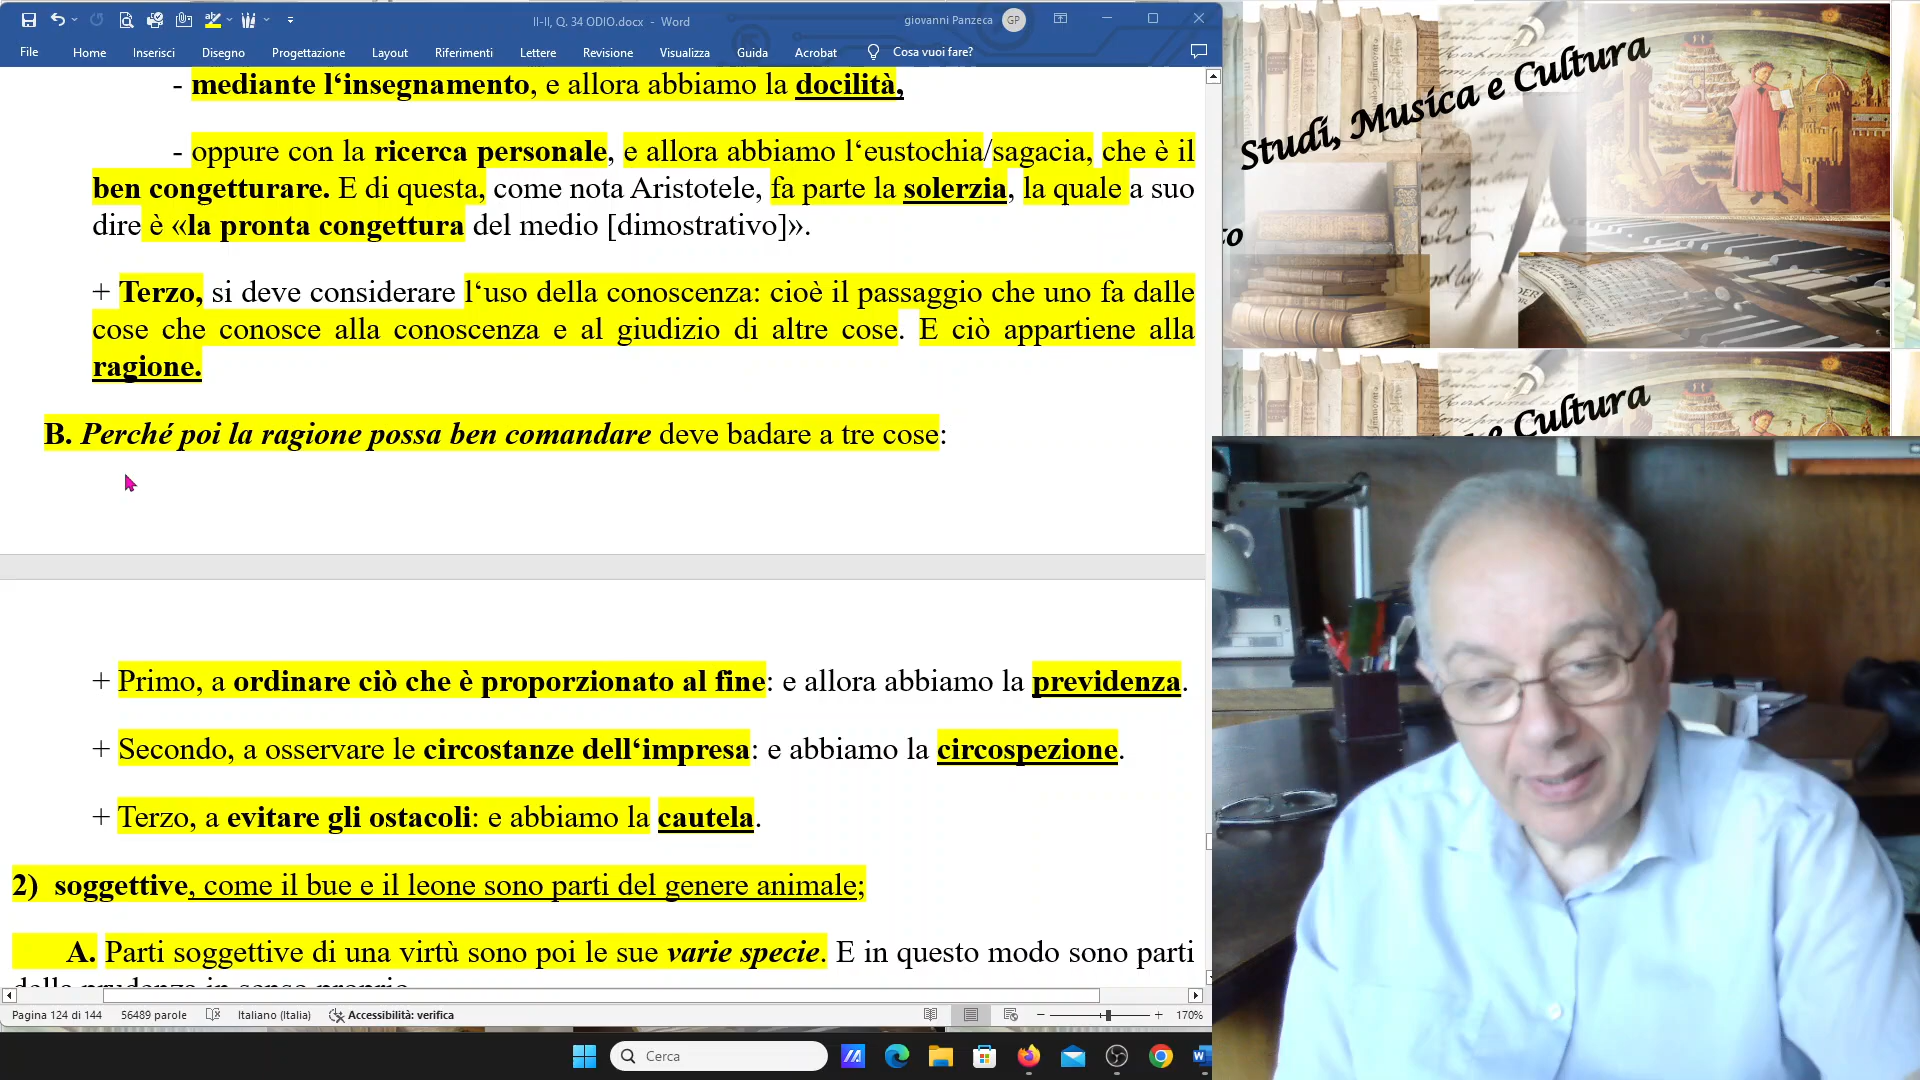 II-II, Q. 34 ODIO.docx - Word
giovanni Panzeca
GP
File Home Inserisci Disegno Progettazione Layout Riferimenti Lettere Revisione Visualizza Guida Acrobat Cosa vuoi fare?
- mediante l‘insegnamento, e allora abbiamo la docilità,
- oppure con la ricerca personale, e allora abbiamo l‘eustochia/sagacia, che è il
ben congetturare. E di questa, come nota Aristotele, fa parte la solerzia, la quale a suo
dire è «la pronta congettura del medio [dimostrativo]».
+ Terzo, si deve considerare l‘uso della conoscenza: cioè il passaggio che uno fa dalle
cose che conosce alla conoscenza e al giudizio di altre cose. E ciò appartiene alla
ragione.
B. Perché poi la ragione possa ben comandare deve badare a tre cose:
+ Primo, a ordinare ciò che è proporzionato al fine: e allora abbiamo la previdenza.
+ Secondo, a osservare le circostanze dell‘impresa: e abbiamo la circospezione.
+ Terzo, a evitare gli ostacoli: e abbiamo la cautela.
2) soggettive, come il bue e il leone sono parti del genere animale;
A. Parti soggettive di una virtù sono poi le sue varie specie. E in questo modo sono parti
della prudenza in senso proprio
Pagina 124 di 144 56489 parole Italiano (Italia) Accessibilità: verifica
170%
Cerca
Studi, Musica e Cultura
to
e Cultura